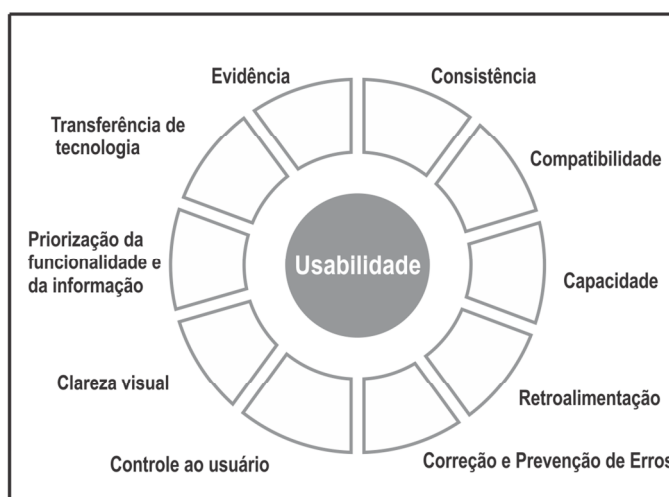 Evidência
Consistência
Transferência de
tecnologia
Compatibilidade
Priorização da
funcionalidade e
da informação
Usabilidade
Capacidade
Clareza visual
Retroalimentação
Controle ao usuário
Correção e Prevenção de Erros